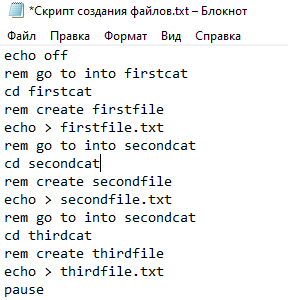 *Скрипт создания файлов.txt – Блокнот
Файл Правка Формат Вид Справка
echo off
rem go to into firstcat
cd firstcat
rem create firstfile
echo > firstfile.txt
rem go to into secondcat
cd secondcat
rem create secondfile
echo > secondfile.txt
rem go to into secondcat
cd thirdcat
rem create thirdfile
echo > thirdfile.txt
pause